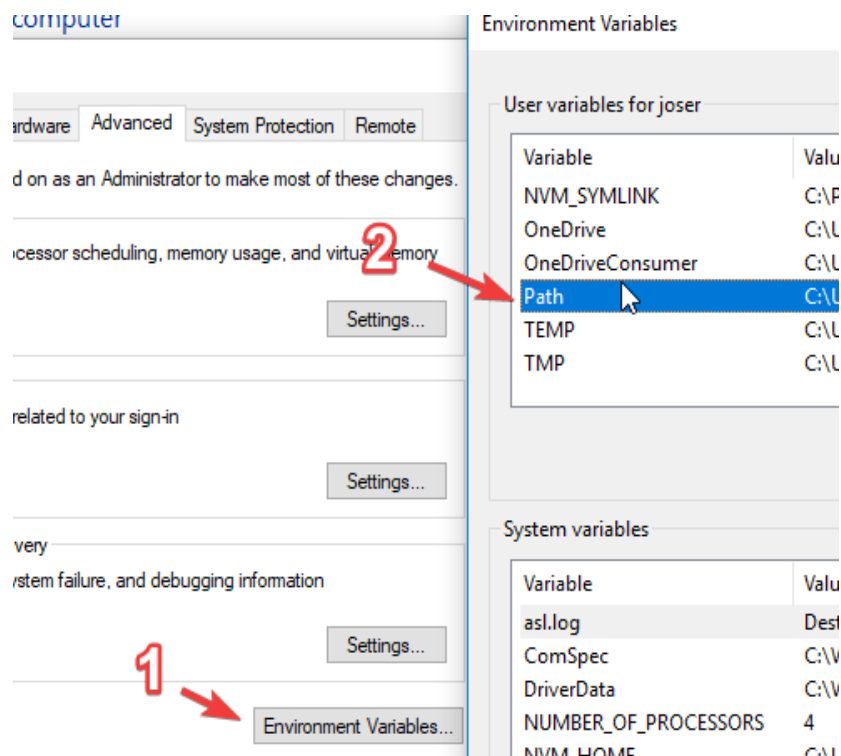 computer
ardware Advanced System Protection Remote
d on as an Administrator to make most of these changes.
ocessor scheduling, memory usage, and virtual memory
Settings...
related to your sign-in
Settings...
very
ystem failure, and debugging information
Settings...
1
Environment Variables...
Environment Variables
User variables for joser
Variable Valu
NVM_SYMLINK C:\P
OneDrive C:\U
OneDriveConsumer C:\U
2
Path C:\U
TEMP C:\U
TMP C:\U
System variables
Variable Valu
asl.log Dest
ComSpec C:\W
DriverData C:\W
NUMBER_OF_PROCESSORS 4
NVM_HOME C:\U